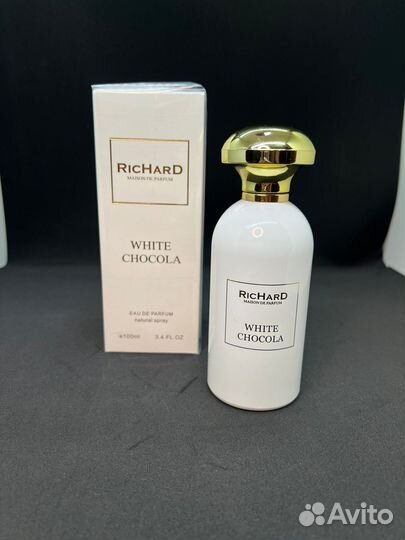 RICHARD
MAISON DE PARFUM
WHITE
CHOCOLA
EAU DE PARFUM
natural spray
e100ml 3.4 FL.OZ
RICHARD
MAISON DE PARFUM
WHITE
CHOCOLA
Avito